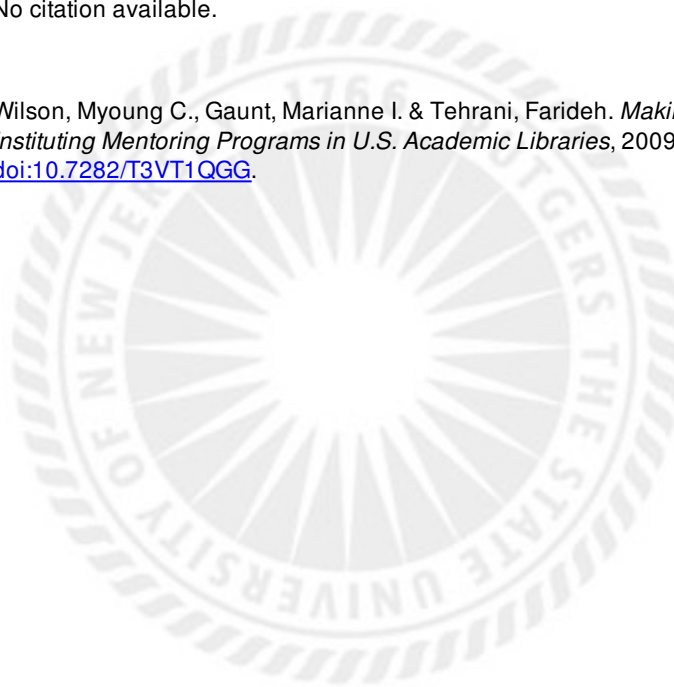 No citation available.
Wilson, Myoung C., Gaunt, Marianne I. & Tehrani, Farideh. Makin
Instituting Mentoring Programs in U.S. Academic Libraries, 2009
doi:10.7282/T3VT1QGG.
1766 RUTGERS THE STATE UNIVERSITY OF NEW JERSEY